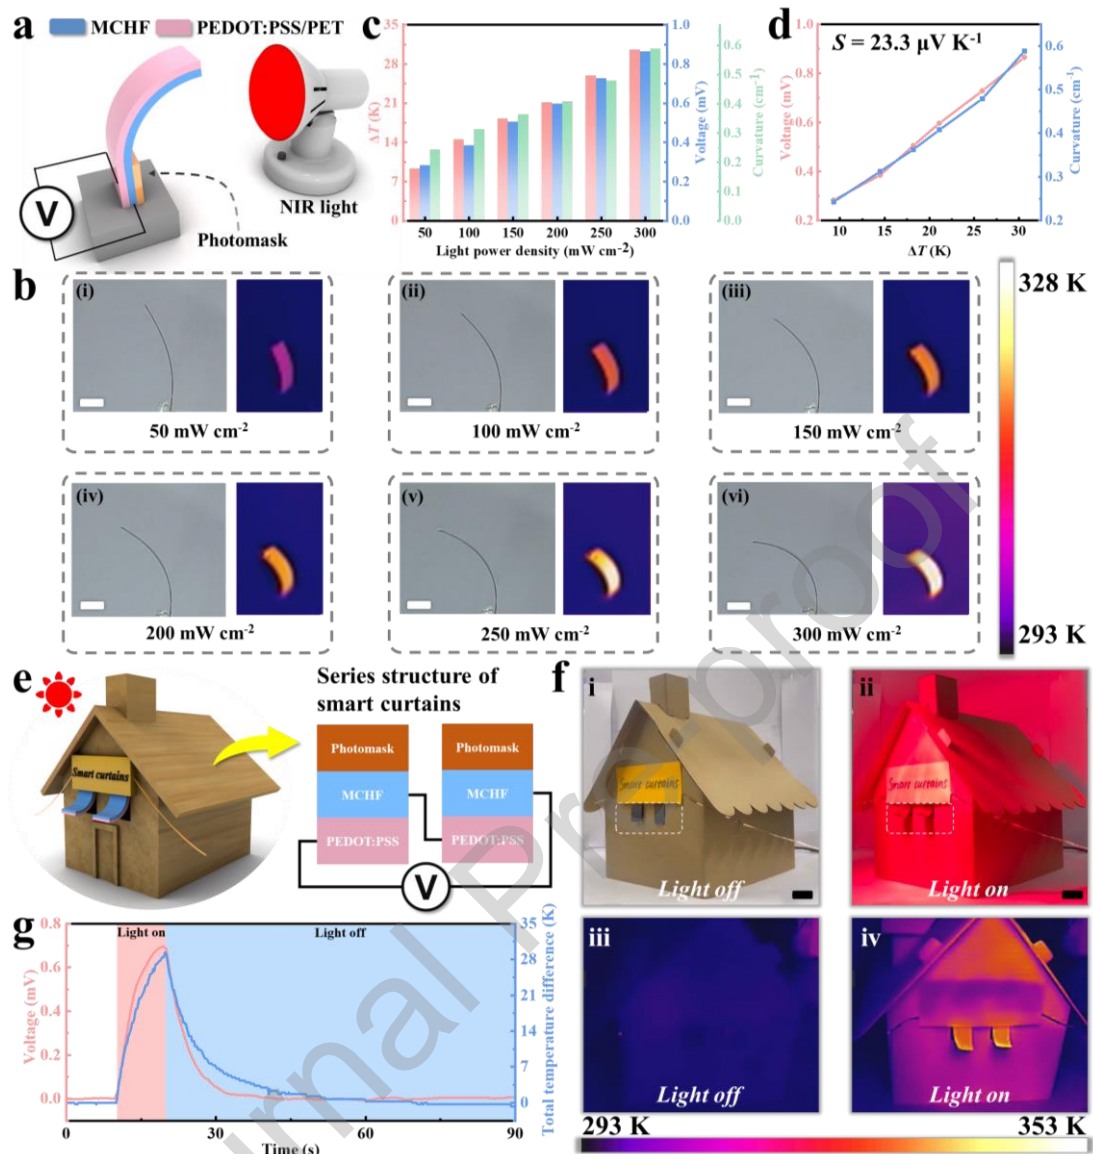 a
MCHF
PEDOT:PSS/PET
V
Photomask
NIR light
c
35
28
21
14
7
0
ΔT (K)
50 100 150 200 250 300
Light power density (mW cm-2)
1.0
0.8
0.6
0.4
0.2
0.0
Voltage (mV)
0.6
0.5
0.4
0.3
0.2
0.1
0.0
Curvature (cm-1)
d
S = 23.3 μV K-1
1.0
0.8
0.6
0.4
0.2
Voltage (mV)
10 15 20 25 30
ΔT (K)
0.6
0.5
0.4
0.3
0.2
Curvature (cm-1)
b
(i)
50 mW cm-2
(ii)
100 mW cm-2
(iii)
150 mW cm-2
(iv)
200 mW cm-2
(v)
250 mW cm-2
(vi)
300 mW cm-2
328 K
293 K
e
Smart curtains
Series structure of
smart curtains
Photomask
MCHF
PEDOT:PSS
Photomask
MCHF
PEDOT:PSS
V
f
i
Smart curtains
Light off
ii
Smart curtains
Light on
iii
Light off
iv
Light on
293 K
353 K
g
Light on
Light off
0.8
0.6
0.4
0.2
0.0
Voltage (mV)
0 30 60 90
Time (s)
35
28
21
14
7
0
Total temperature difference (K)
Journal Pre-proof